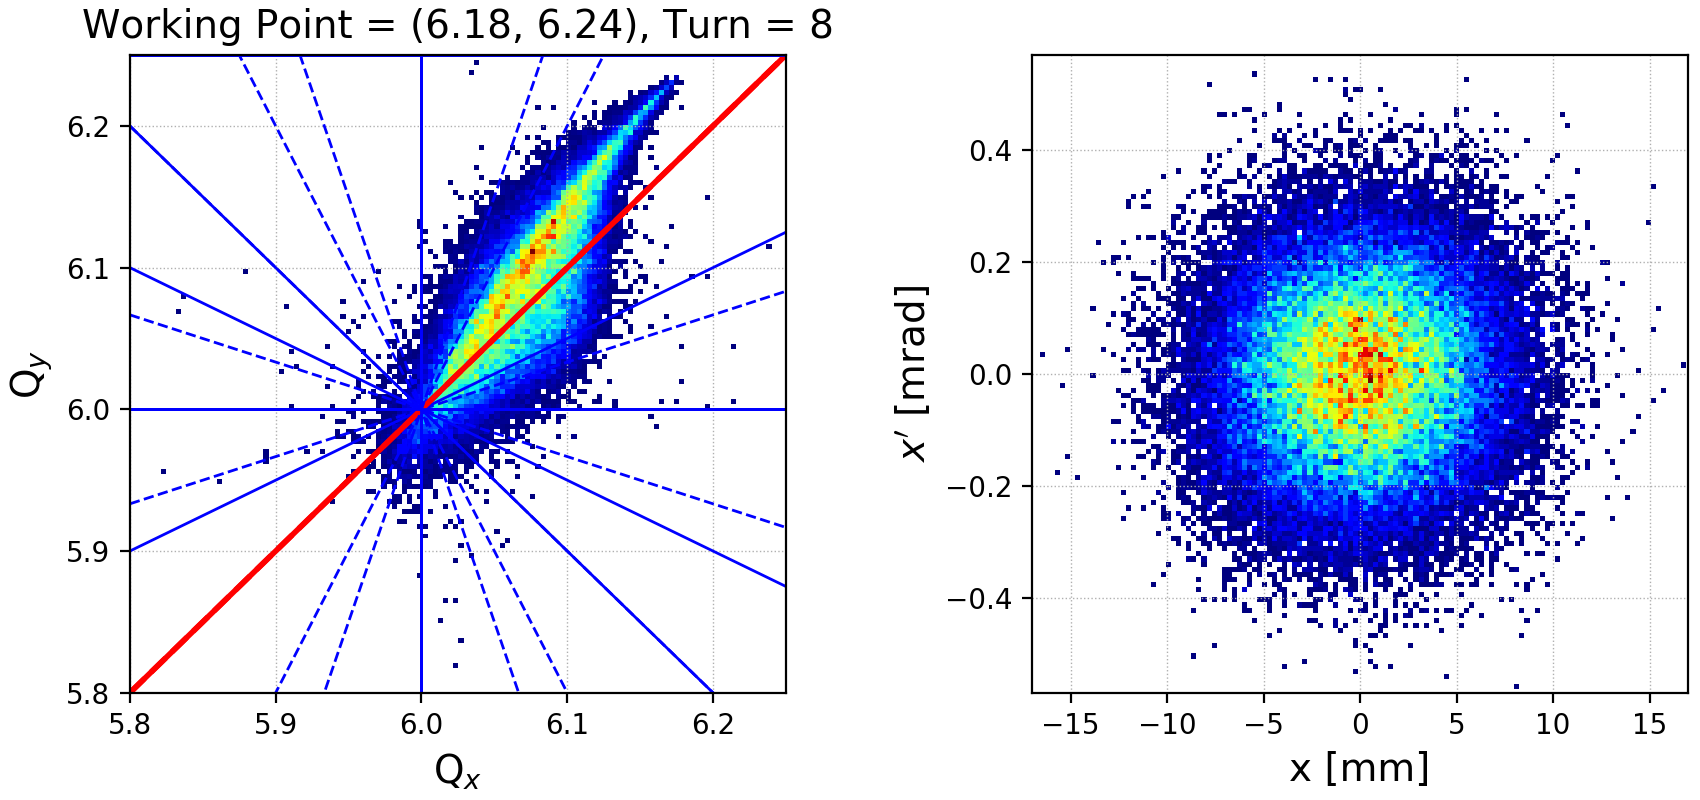 Working Point = (6.18, 6.24), Turn = 8
6.2
6.1
6.0
5.9
5.8
Q_y
5.8 5.9 6.0 6.1 6.2
Q_x
0.4
0.2
0.0
−0.2
−0.4
x′ [mrad]
−15 −10 −5 0 5 10 15
x [mm]